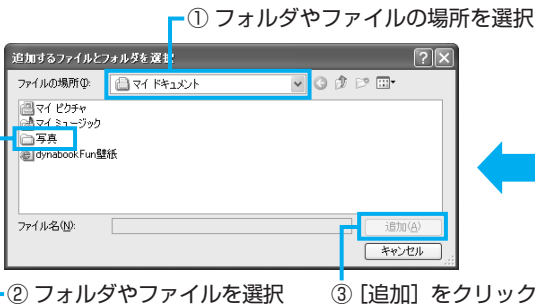 ① フォルダやファイルの場所を選択
追加するファイルとフォルダを選択
ファイルの場所(I):
マイ ドキュメント
マイ ピクチャ
マイ ミュージック
写真
dynabookFun壁紙
ファイル名(N):
追加(A)
キャンセル
② フォルダやファイルを選択
③ [追加] をクリック